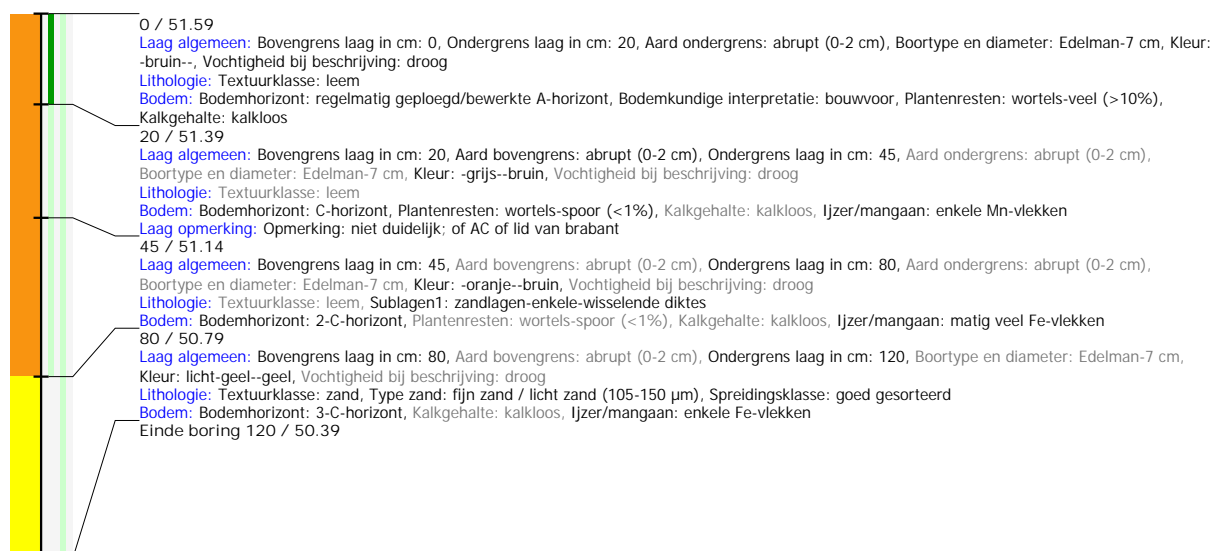 0 / 51.59
Laag algemeen: Bovengrens laag in cm: 0, Ondergrens laag in cm: 20, Aard ondergrens: abrupt (0-2 cm), Boortype en diameter: Edelman-7 cm, Kleur:
-bruin--, Vochtigheid bij beschrijving: droog
Lithologie: Textuurklasse: leem
Bodem: Bodemhorizont: regelmatig geploegd/bewerkte A-horizont, Bodemkundige interpretatie: bouwvoor, Plantenresten: wortels-veel (>10%),
Kalkgehalte: kalkloos
20 / 51.39
Laag algemeen: Bovengrens laag in cm: 20, Aard bovengrens: abrupt (0-2 cm), Ondergrens laag in cm: 45, Aard ondergrens: abrupt (0-2 cm),
Boortype en diameter: Edelman-7 cm, Kleur: -grijs--bruin, Vochtigheid bij beschrijving: droog
Lithologie: Textuurklasse: leem
Bodem: Bodemhorizont: C-horizont, Plantenresten: wortels-spoor (<1%), Kalkgehalte: kalkloos, Ijzer/mangaan: enkele Mn-vlekken
Laag opmerking: Opmerking: niet duidelijk; of AC of lid van brabant
45 / 51.14
Laag algemeen: Bovengrens laag in cm: 45, Aard bovengrens: abrupt (0-2 cm), Ondergrens laag in cm: 80, Aard ondergrens: abrupt (0-2 cm),
Boortype en diameter: Edelman-7 cm, Kleur: -oranje--bruin, Vochtigheid bij beschrijving: droog
Lithologie: Textuurklasse: leem, Sublagen1: zandlagen-enkele-wisselende diktes
Bodem: Bodemhorizont: 2-C-horizont, Plantenresten: wortels-spoor (<1%), Kalkgehalte: kalkloos, Ijzer/mangaan: matig veel Fe-vlekken
80 / 50.79
Laag algemeen: Bovengrens laag in cm: 80, Aard bovengrens: abrupt (0-2 cm), Ondergrens laag in cm: 120, Boortype en diameter: Edelman-7 cm,
Kleur: licht-geel--geel, Vochtigheid bij beschrijving: droog
Lithologie: Textuurklasse: zand, Type zand: fijn zand / licht zand (105-150 µm), Spreidingsklasse: goed gesorteerd
Bodem: Bodemhorizont: 3-C-horizont, Kalkgehalte: kalkloos, Ijzer/mangaan: enkele Fe-vlekken
Einde boring 120 / 50.39